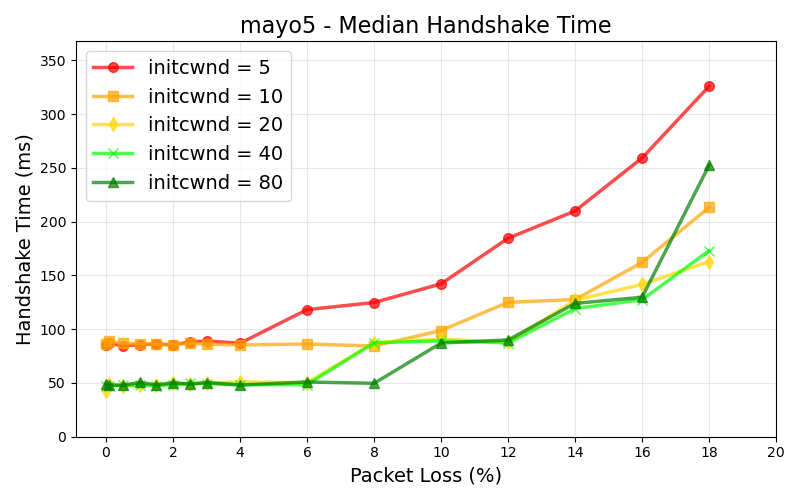 mayo5 - Median Handshake Time
initcwnd = 5
initcwnd = 10
initcwnd = 20
initcwnd = 40
initcwnd = 80
Handshake Time (ms)
350
300
250
200
150
100
50
0
0 2 4 6 8 10 12 14 16 18 20
Packet Loss (%)